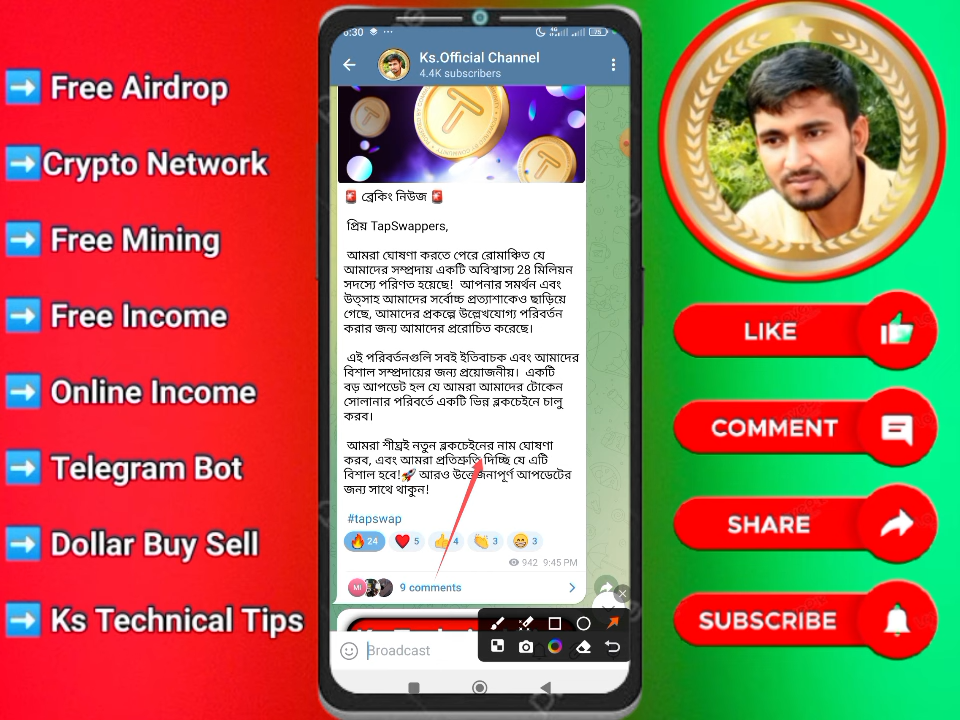 Free Airdrop
Crypto Network
Free Mining
Free Income
Online Income
Telegram Bot
Dollar Buy Sell
Ks Technical Tips
6:30
Ks.Official Channel
4.4K subscribers
🚨 ব্রেকিং নিউজ 🚨
প্রিয় TapSwappers,
আমরা ঘোষণা করতে পেরে রোমাঞ্চিত যে
আমাদের সম্প্রদায় একটি অবিশ্বাস্য 28 মিলিয়ন
সদস্যে পরিণত হয়েছে! আপনার সমর্থন এবং
উত্সাহ আমাদের সর্বোচ্চ প্রত্যাশাকেও ছাড়িয়ে
গেছে, আমাদের প্রকল্পে উল্লেখযোগ্য পরিবর্তন
করার জন্য আমাদের প্ররোচিত করেছে।
এই পরিবর্তনগুলি সবই ইতিবাচক এবং আমাদের
বিশাল সম্প্রদায়ের জন্য প্রয়োজনীয়। একটি
বড় আপডেট হল যে আমরা আমাদের টোকেন
সোলানার পরিবর্তে একটি ভিন্ন ব্লকচেইনে চালু
করব।
আমরা শীঘ্রই নতুন ব্লকচেইনের নাম ঘোষণা
করব, এবং আমরা প্রতিশ্রুতি দিচ্ছি যে এটি
বিশাল হবে!🚀 আরও উত্তেজনাপূর্ণ আপডেটের
জন্য সাথে থাকুন!
#tapswap
🔥 24 ❤️ 5 👍 4 👏 3 😁 3
942 9:45 PM
9 comments
Broadcast
LIKE
COMMENT
SHARE
SUBSCRIBE